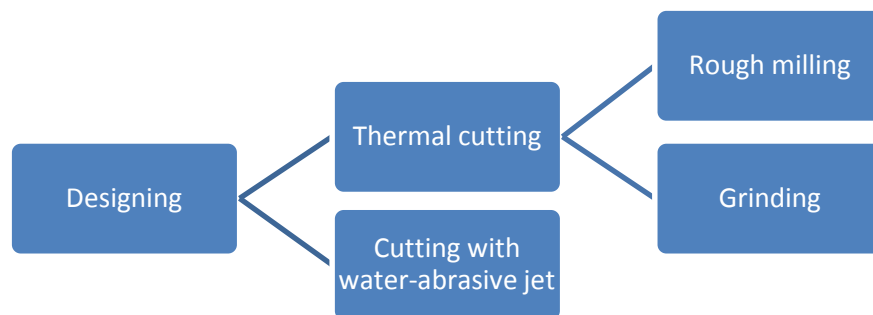 Designing
Thermal cutting
Cutting with
water-abrasive jet
Rough milling
Grinding